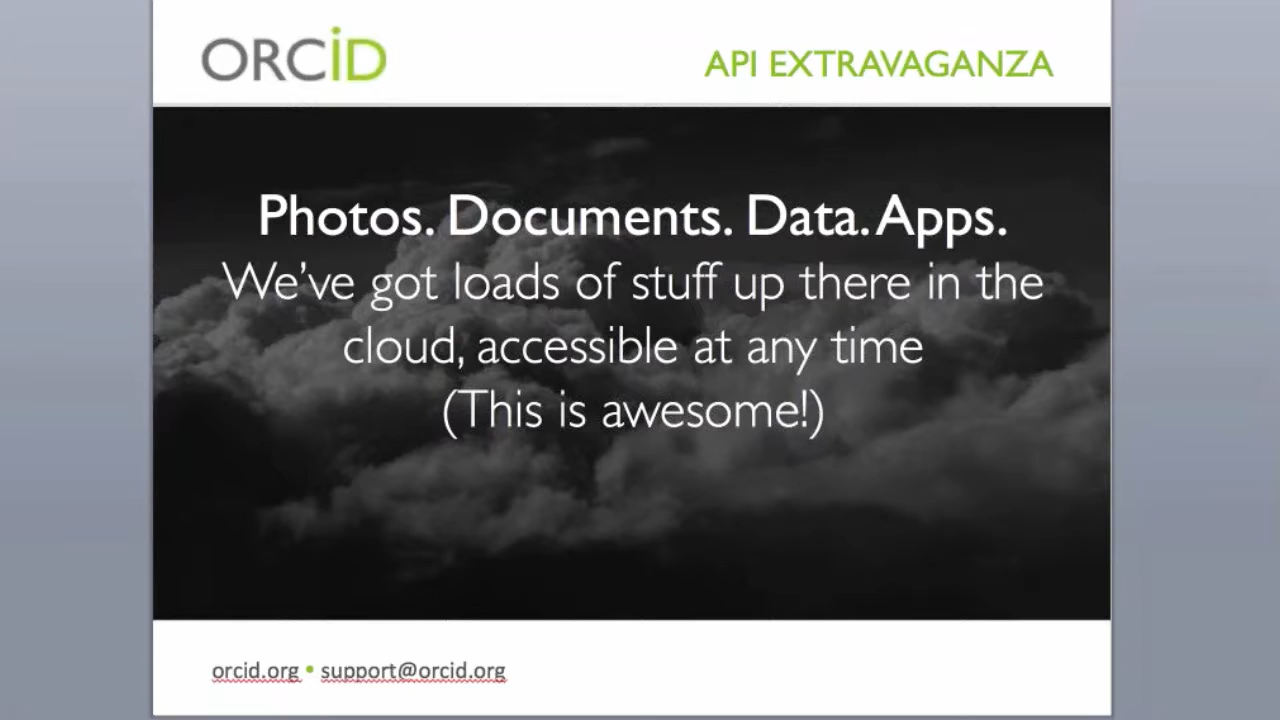 ORCiD
API EXTRAVAGANZA
Photos. Documents. Data. Apps.
We've got loads of stuff up there in the
cloud, accessible at any time
(This is awesome!)
orcid.org • support@orcid.org